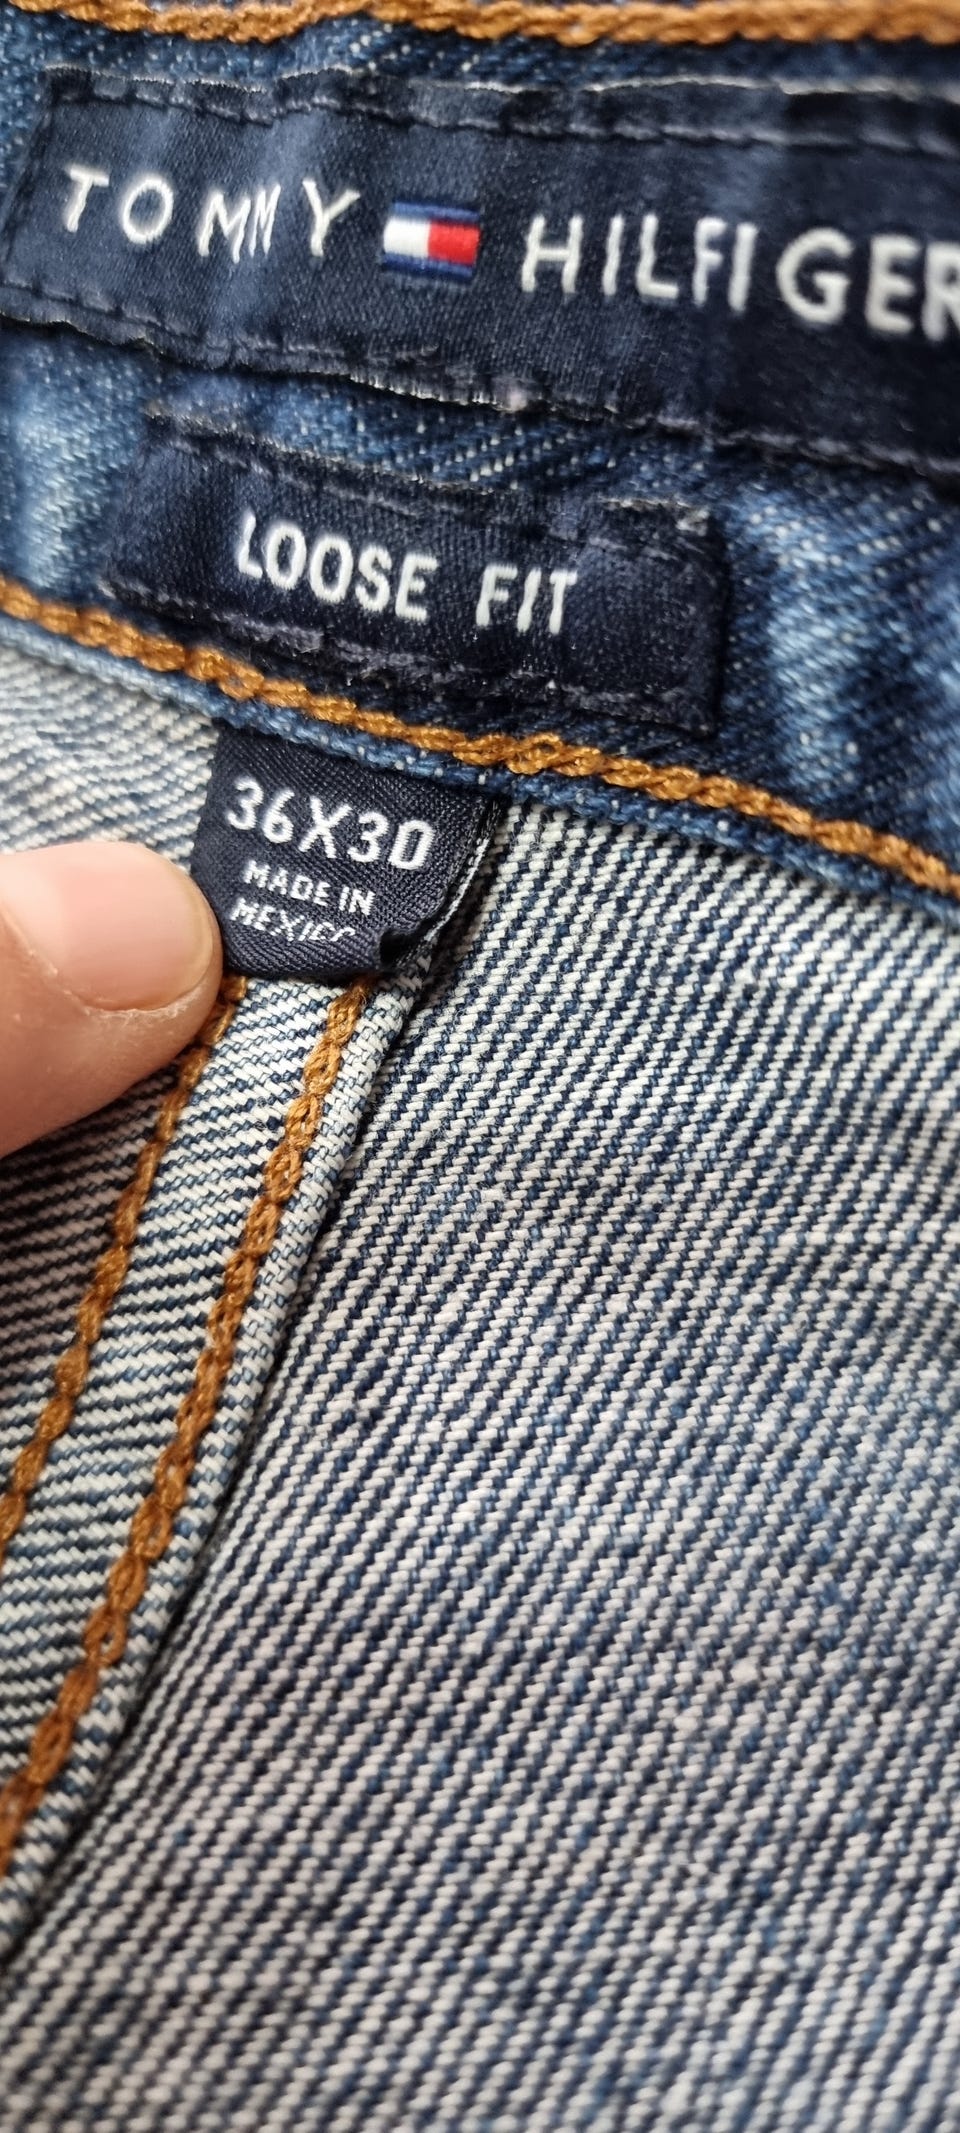 TOMMY HILFIGER
LOOSE FIT
36X30
MADE IN
MEXICO